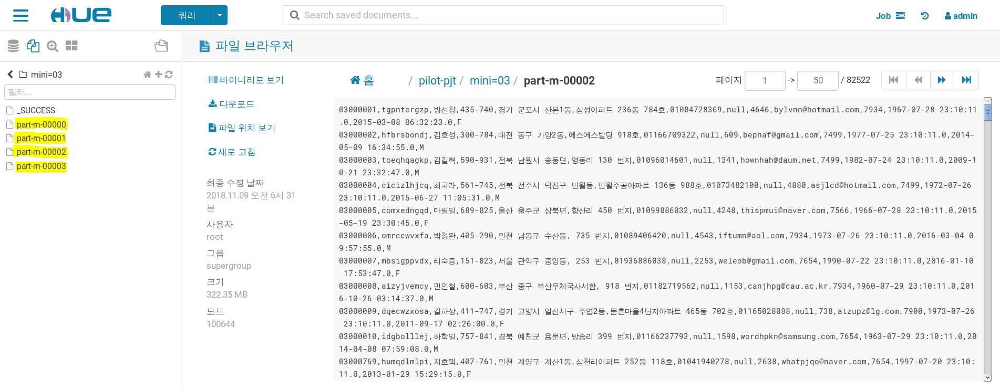 HUE
쿼리
Search saved documents...
Job
admin
파일 브라우저
mini=03
필터...
_SUCCESS
part-m-00000
part-m-00001
part-m-00002
part-m-00003
바이너리로 보기
다운로드
파일 위치 보기
새로 고침
최종 수정 날짜
2018.11.09 오전 6시 31
분
사용자
root
그룹
supergroup
크기
322.35 MB
모드
100644
홈 / pilot-pjt / mini=03 / part-m-00002
페이지 1 -> 50 / 82522
03000001,tgpntergzp,방선창,435-740,경기 군포시 산본1동,삼성아파트 236동 784호,01084728369,null,4646,bylvnn@hotmail.com,7934,1967-07-28 23:10:11
.0,2015-03-08 06:32:23.0,F
03000002,hfbrsbondj,김호성,300-784,대전 동구 가양2동,에스에스빌딩 918호,01166709322,null,609,bepnaf@gmail.com,7499,1977-07-25 23:10:11.0,2014-
05-09 16:34:55.0,M
03000003,toeqhqagkp,김길혁,590-931,전북 남원시 송동면,영동리 130 번지,01096014601,null,1341,hownhah@daum.net,7499,1982-07-24 23:10:11.0,2009-1
0-21 23:32:47.0,M
03000004,cicizlhjcq,최국라,561-745,전북 전주시 덕진구 반월동,반월주공아파트 136동 988호,01073482100,null,4880,asjlcd@hotmail.com,7499,1972-07-26
23:10:11.0,2015-06-27 11:05:31.0,M
03000005,comxedngqd,마필일,689-825,울산 울주군 상북면,향산리 450 번지,01099886032,null,4248,thispmui@naver.com,7566,1966-07-28 23:10:11.0,2015
-05-19 23:30:45.0,F
03000006,omrccwvxfa,박청완,405-290,인천 남동구 수산동, 735 번지,01089406420,null,4543,iftumn@aol.com,7934,1973-07-26 23:10:11.0,2016-03-04 0
9:57:55.0,M
03000007,mbsigppvdx,리숙중,151-823,서울 관악구 중앙동, 253 번지,01936886038,null,2253,weleob@gmail.com,7654,1990-07-22 23:10:11.0,2016-01-10
17:53:47.0,F
03000008,aizyjvemcy,민인철,600-603,부산 중구 부산우체국사서함, 918 번지,01182719562,null,1153,canjhpg@cau.ac.kr,7934,1960-07-29 23:10:11.0,201
6-10-26 03:14:37.0,M
03000009,dqecwzxosa,길하상,411-747,경기 고양시 일산서구 주엽2동,문촌마을4단지아파트 465동 702호,01165028088,null,738,atzupz@lg.com,7900,1973-07-26
23:10:11.0,2011-09-17 02:26:00.0,F
03000010,idgbolllej,하학일,757-841,경북 예천군 용문면,방송리 399 번지,01166237793,null,1598,wordhpkn@samsung.com,7654,1963-07-29 23:10:11.0,20
14-04-08 07:59:08.0,M
03000769,humqdlmlpi,지호택,407-761,인천 계양구 계산1동,삼천리아파트 252동 118호,01041940278,null,2638,whatpjqo@naver.com,7654,1997-07-20 23:10:
11.0,2013-01-29 15:29:15.0,F